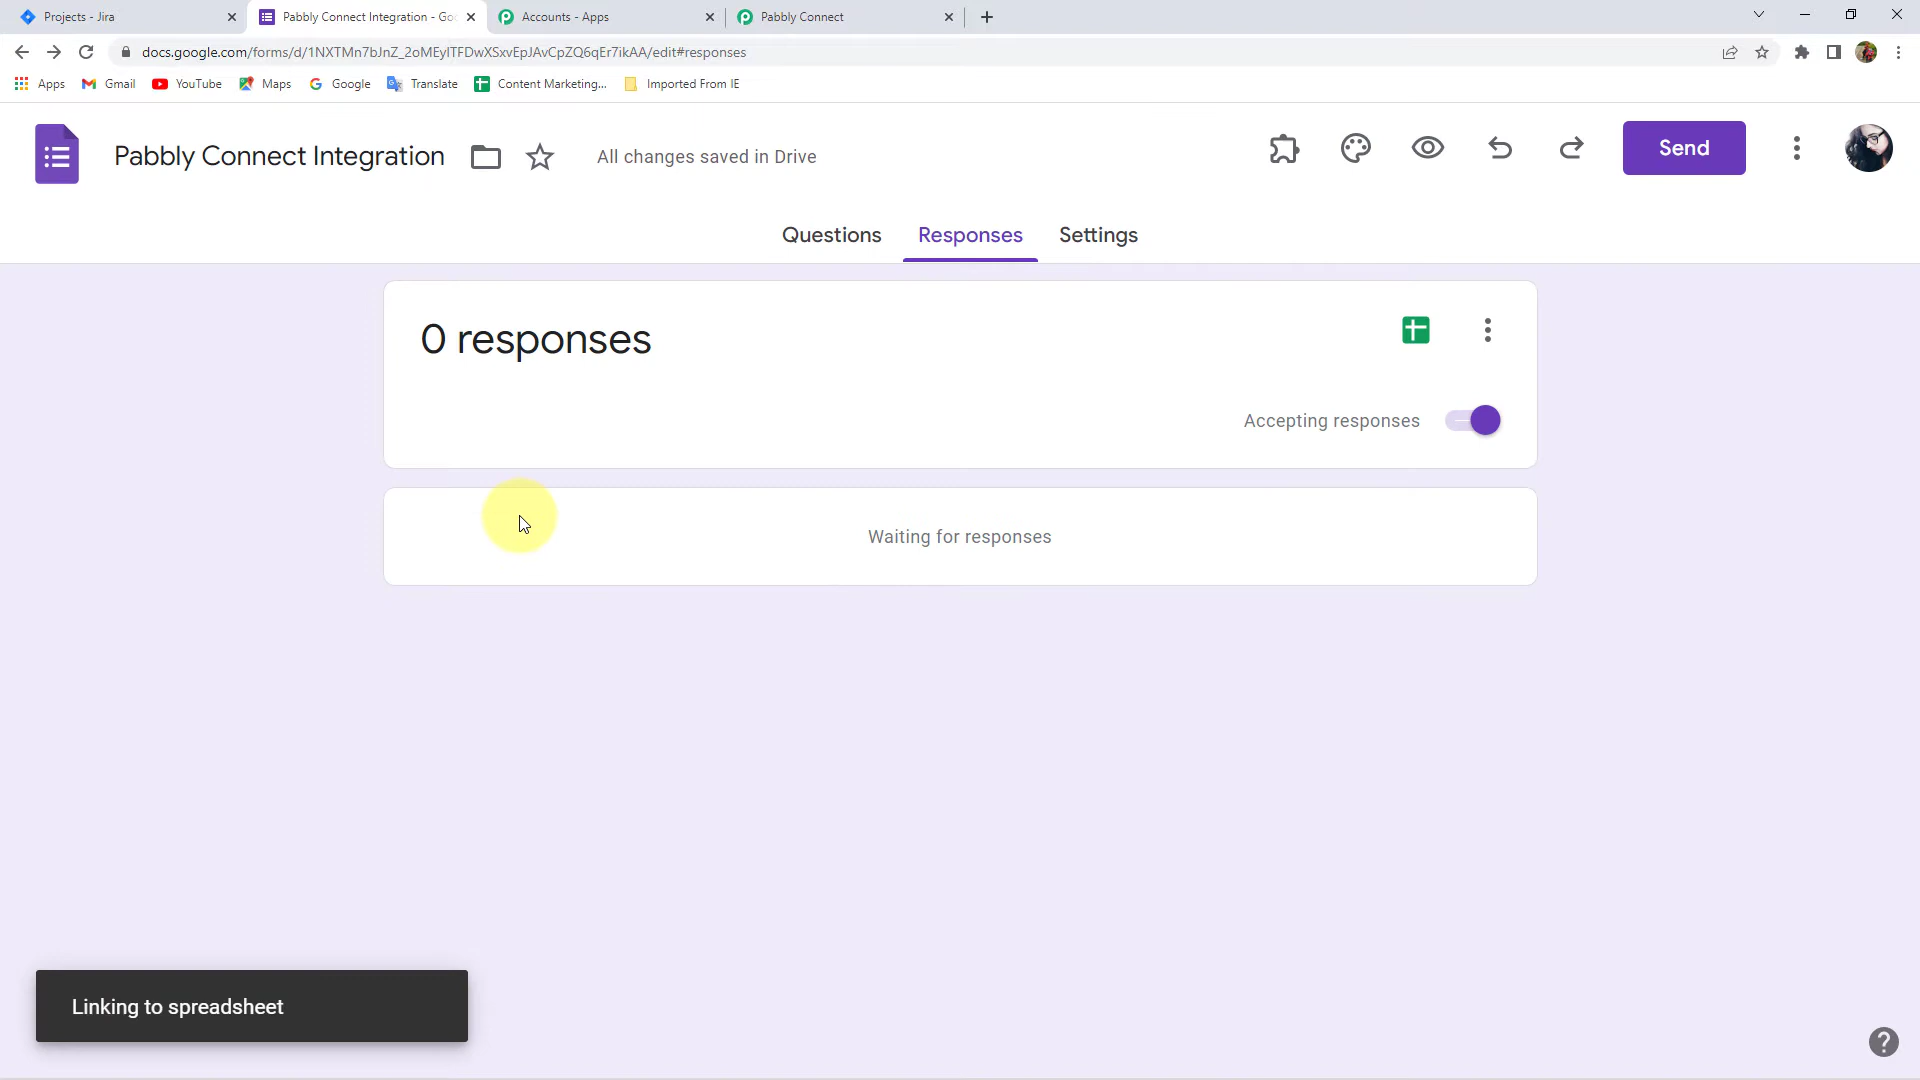 Projects - Jira
Pabbly Connect Integration - Goo
Accounts - Apps
Pabbly Connect
docs.google.com/forms/d/1NXTMn7bJnZ_2oMEylTFDwXSxvEpJAvCpZQ6qEr7ikAA/edit#responses
Apps
Gmail
YouTube
Maps
Google
Translate
Content Marketing...
Imported From IE
Pabbly Connect Integration
All changes saved in Drive
Send
Questions
Responses
Settings
0 responses
Accepting responses
Waiting for responses
Linking to spreadsheet